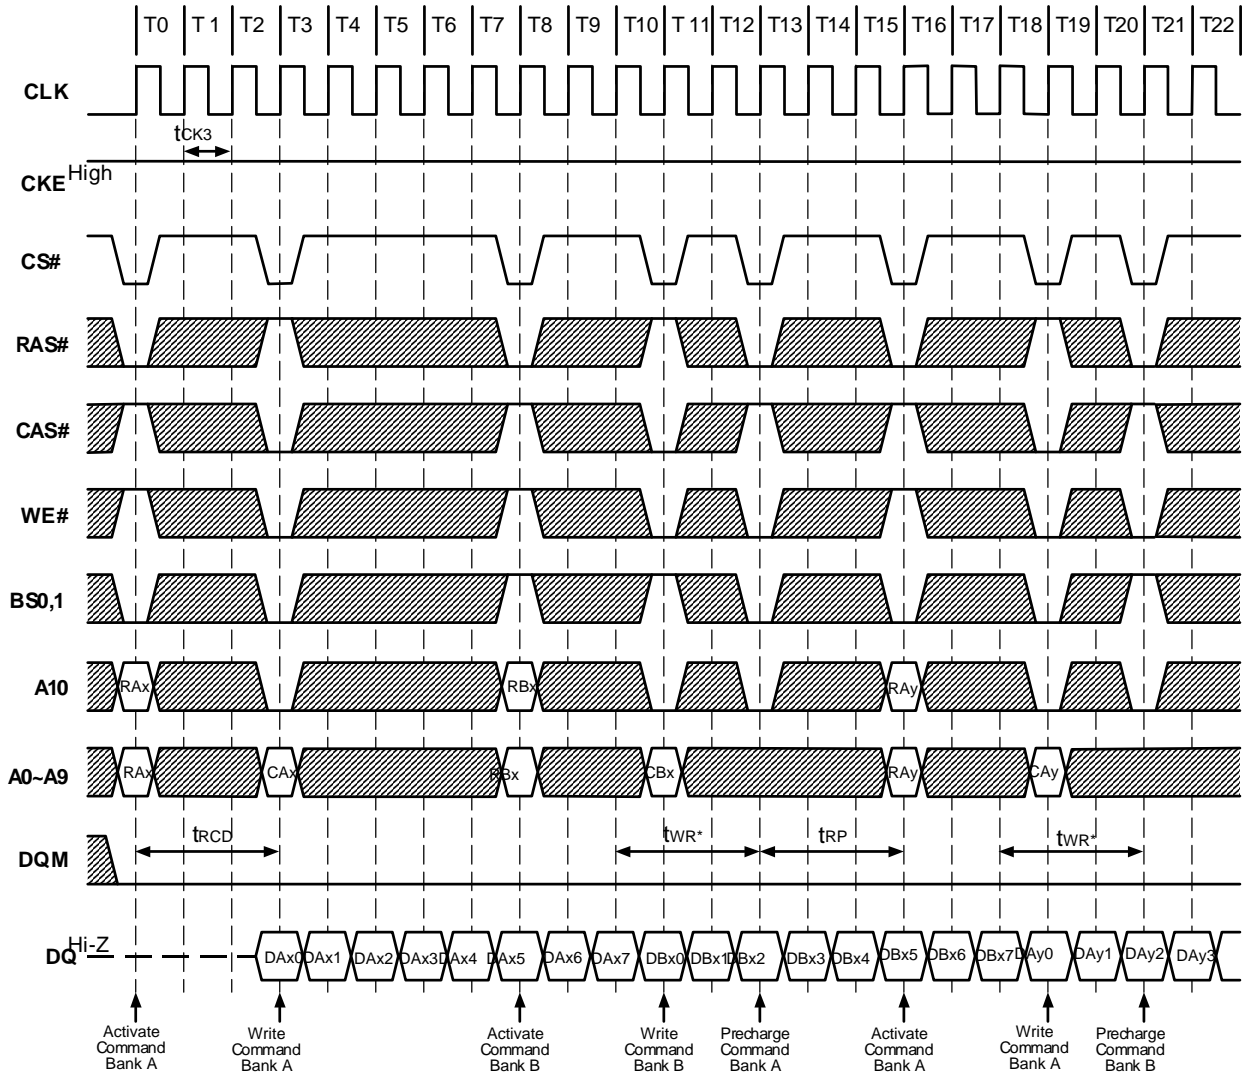 T0 T 1 T2 T3 T4 T5 T6 T7 T8 T9 T10 T 11 T12 T13 T14 T15 T16 T17 T18 T19 T20 T21 T22
CLK
tCK3
High
CKE
CS#
RAS#
CAS#
WE#
BS0,1
A10 RAx RBx RAy
A0~A9 RAx CAx RBx CBx RAy CAy
DQM tRCD tWR* tRP tWR*
Hi-Z
DQ DAx0 DAx1 DAx2 DAx3 DAx4 DAx5 DAx6 DAx7 DBx0 DBx1 DBx2 DBx3 DBx4 DBx5 DBx6 DBx7 DAy0 DAy1 DAy2 DAy3
Activate Command Bank A
Write Command Bank A
Activate Command Bank B
Write Command Bank B
Precharge Command Bank A
Activate Command Bank A
Write Command Bank A
Precharge Command Bank B